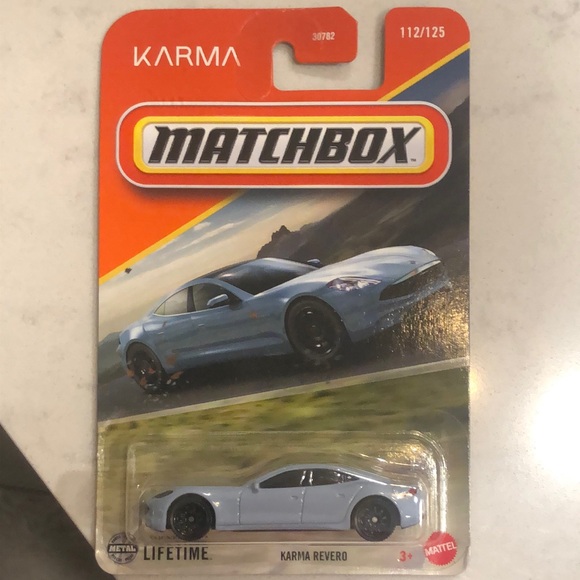 KARMA
30782
112/125
MATCHBOX
METAL
LIFETIME
KARMA REVERO
3+
MATTEL